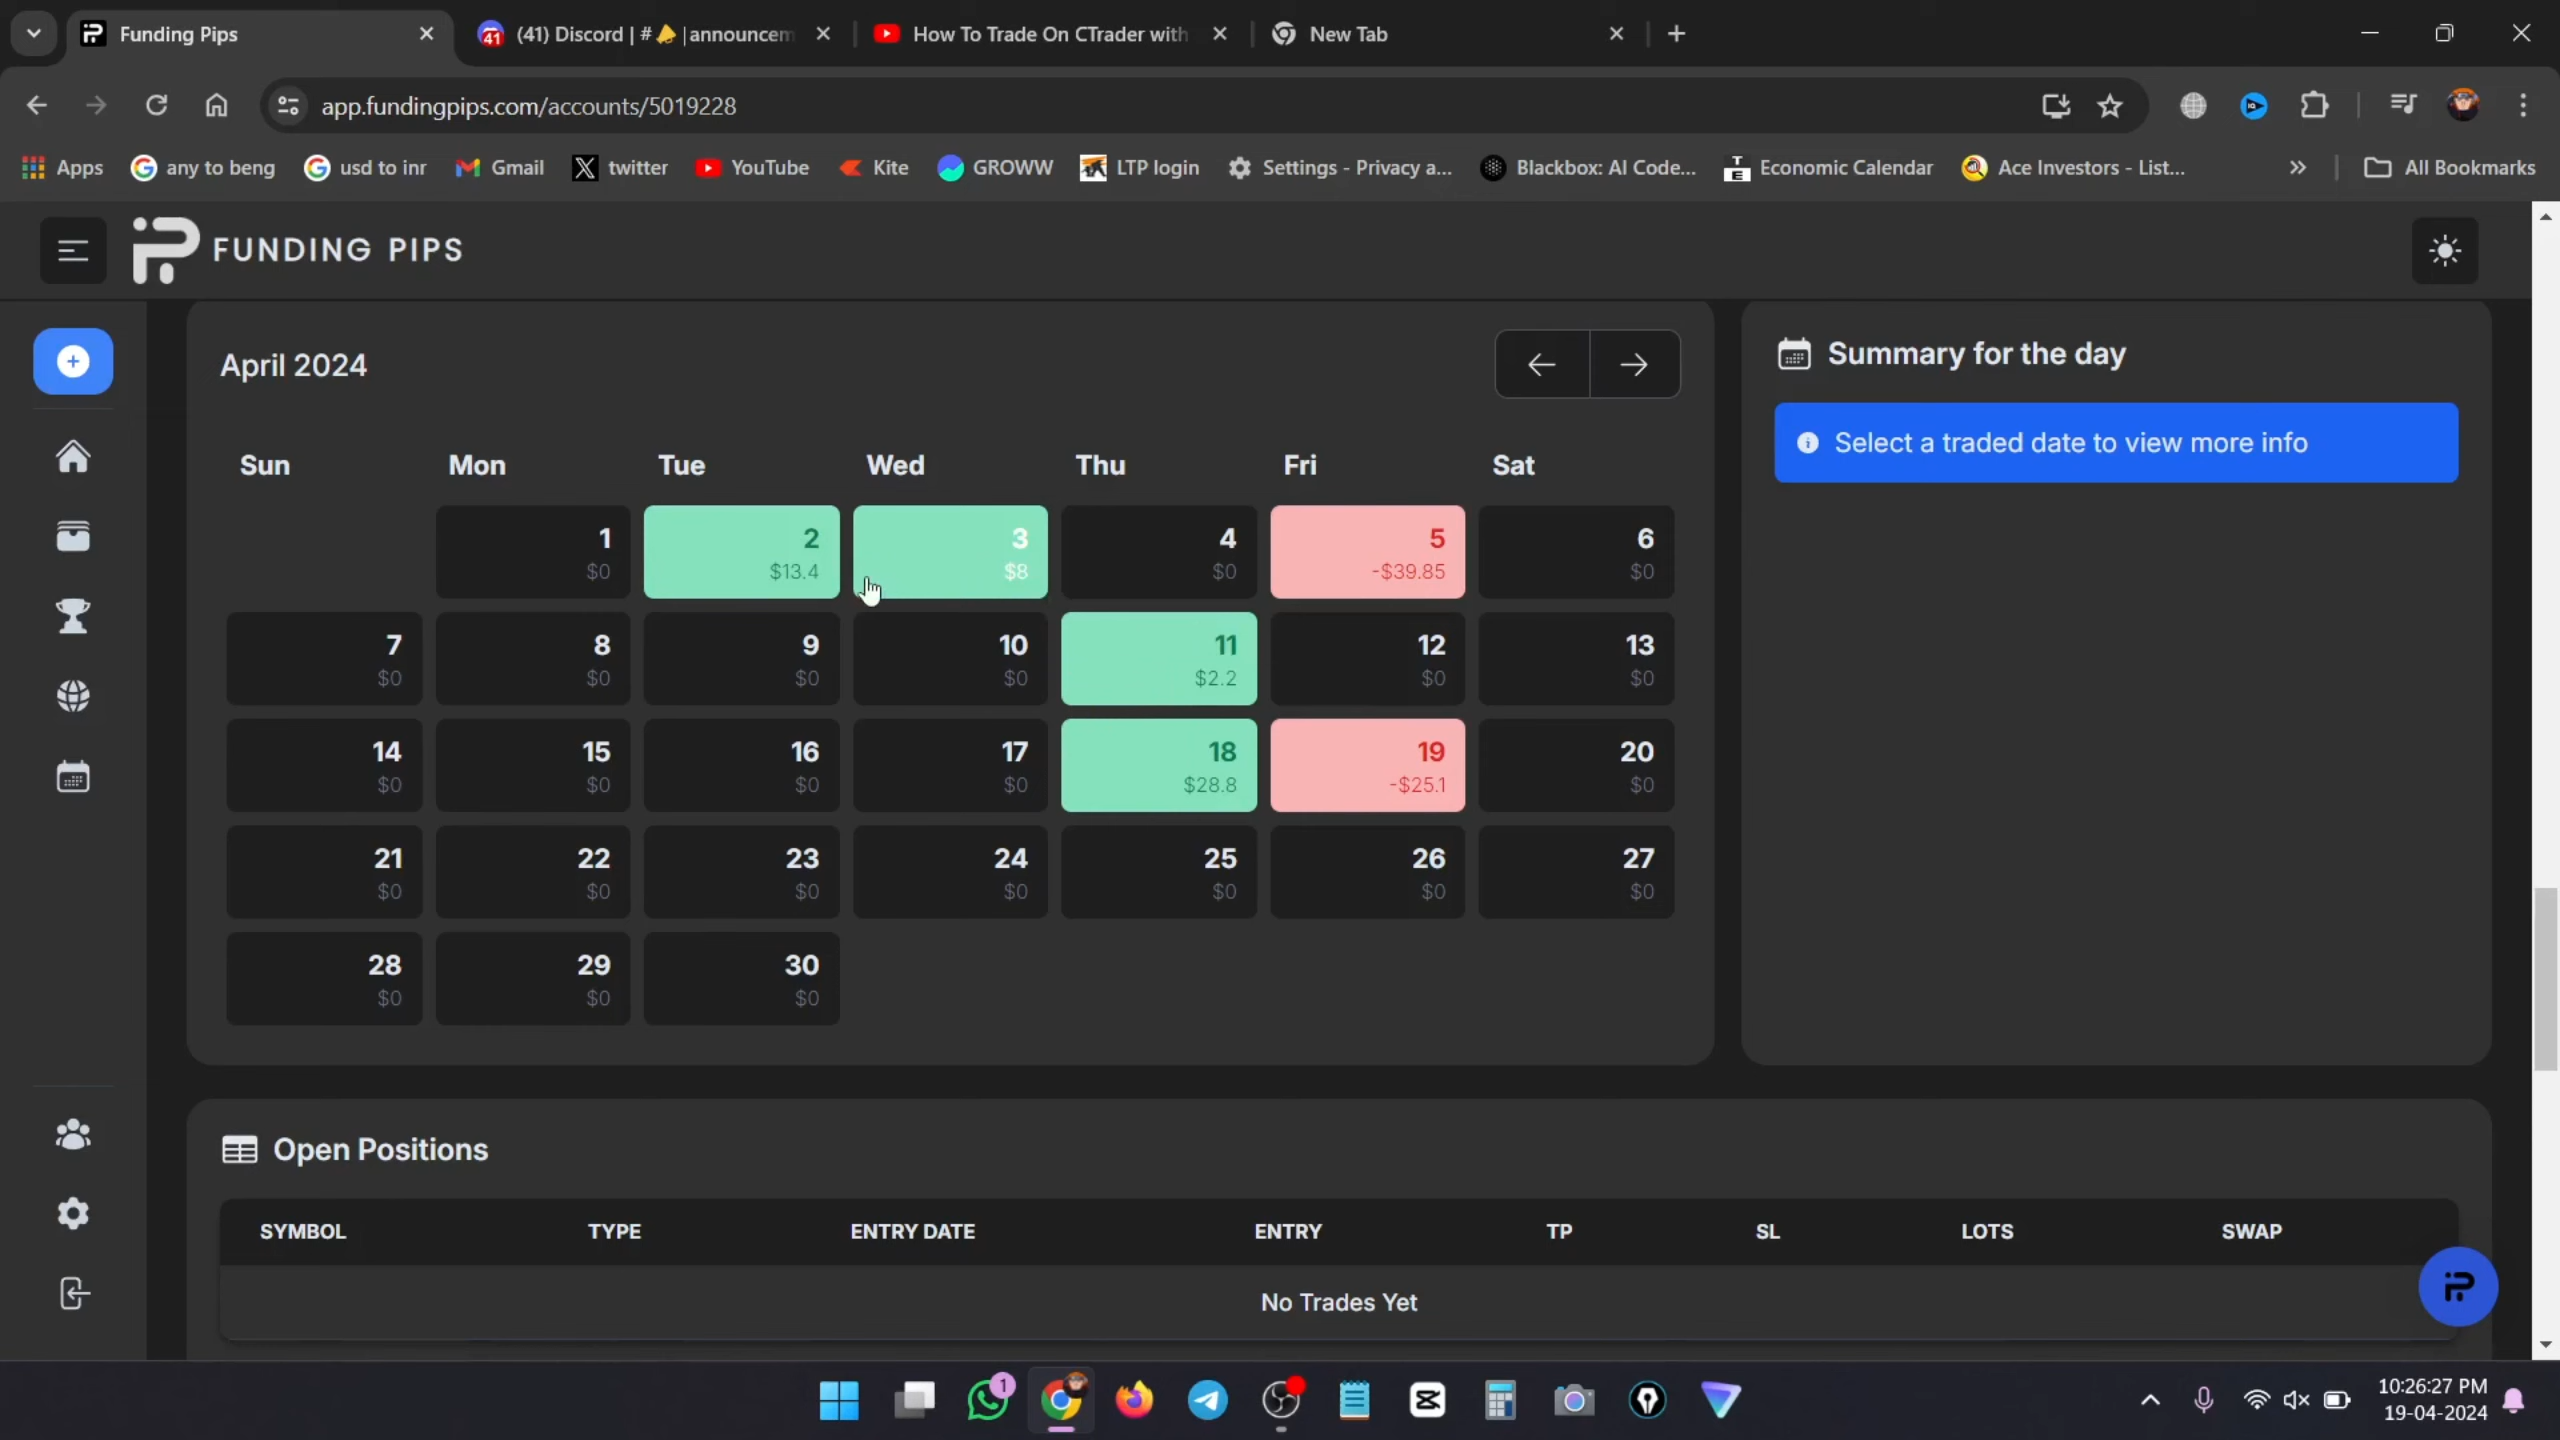 Funding Pips
(41) Discord | # |announcem
How To Trade On CTrader with
New Tab
app.fundingpips.com/accounts/5019228
Apps
any to beng
usd to inr
Gmail
twitter
YouTube
Kite
GROWW
LTP login
Settings - Privacy a...
Blackbox: AI Code...
Economic Calendar
Ace Investors - List...
All Bookmarks
FUNDING PIPS
April 2024
Summary for the day
Select a traded date to view more info
Sun Mon Tue Wed Thu Fri Sat
1 2 3 4 5 6
$0 $13.4 $8 $0 -$39.85 $0
7 8 9 10 11 12 13
$0 $0 $0 $0 $2.2 $0 $0
14 15 16 17 18 19 20
$0 $0 $0 $0 $28.8 -$25.1 $0
21 22 23 24 25 26 27
$0 $0 $0 $0 $0 $0 $0
28 29 30
$0 $0 $0
Open Positions
SYMBOL TYPE ENTRY DATE ENTRY TP SL LOTS SWAP
No Trades Yet
1
10:26:27 PM
19-04-2024